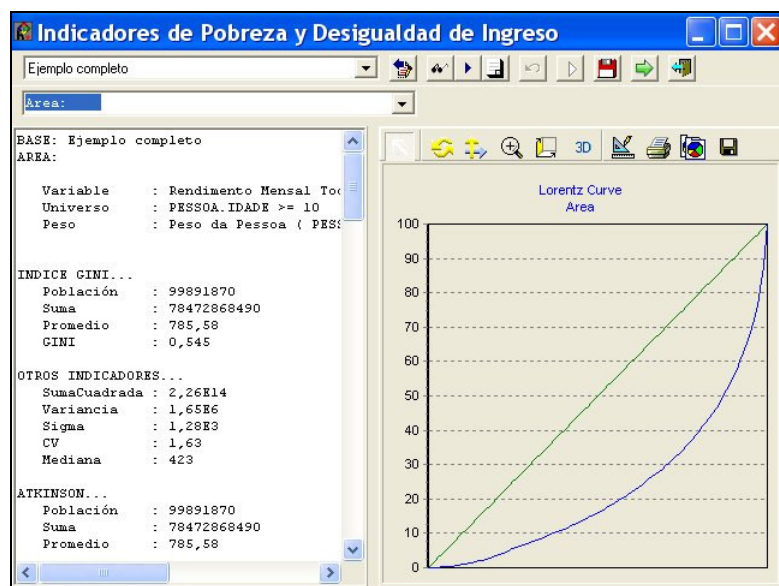 Indicadores de Pobreza y Desigualdad de Ingreso
Ejemplo completo
Area:
BASE: Ejemplo completo
AREA:
Variable : Rendimento Mensal
Universo : PESSOA.IDADE >= 10
Peso : Peso da Pessoa (
INDICE GINI...
Población : 99891870
Suma : 78472868490
Promedio : 785,58
GINI : 0,545
OTROS INDICADORES...
SumaCuadrada : 2,26E14
Variancia : 1,65E6
Sigma : 1,28E3
CV : 1,63
Mediana : 423
ATKINSON...
Población : 99891870
Suma : 78472868490
Promedio : 785,58
3D
Lorentz Curve
Area
100
90
80
70
60
50
40
30
20
10
0